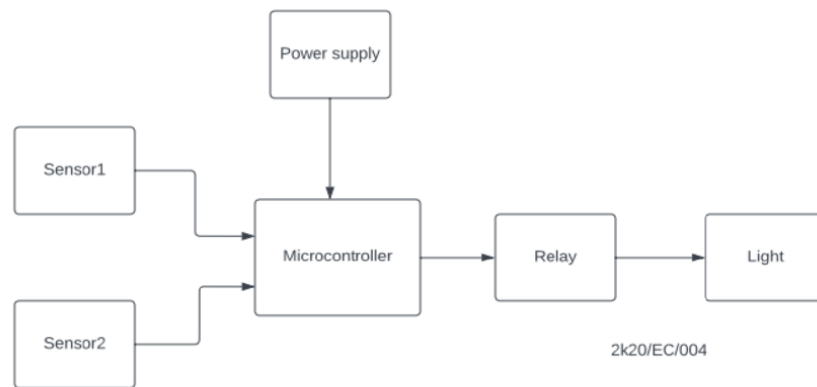 Power supply
Sensor1
Microcontroller
Relay
Light
Sensor2
2k20/EC/004